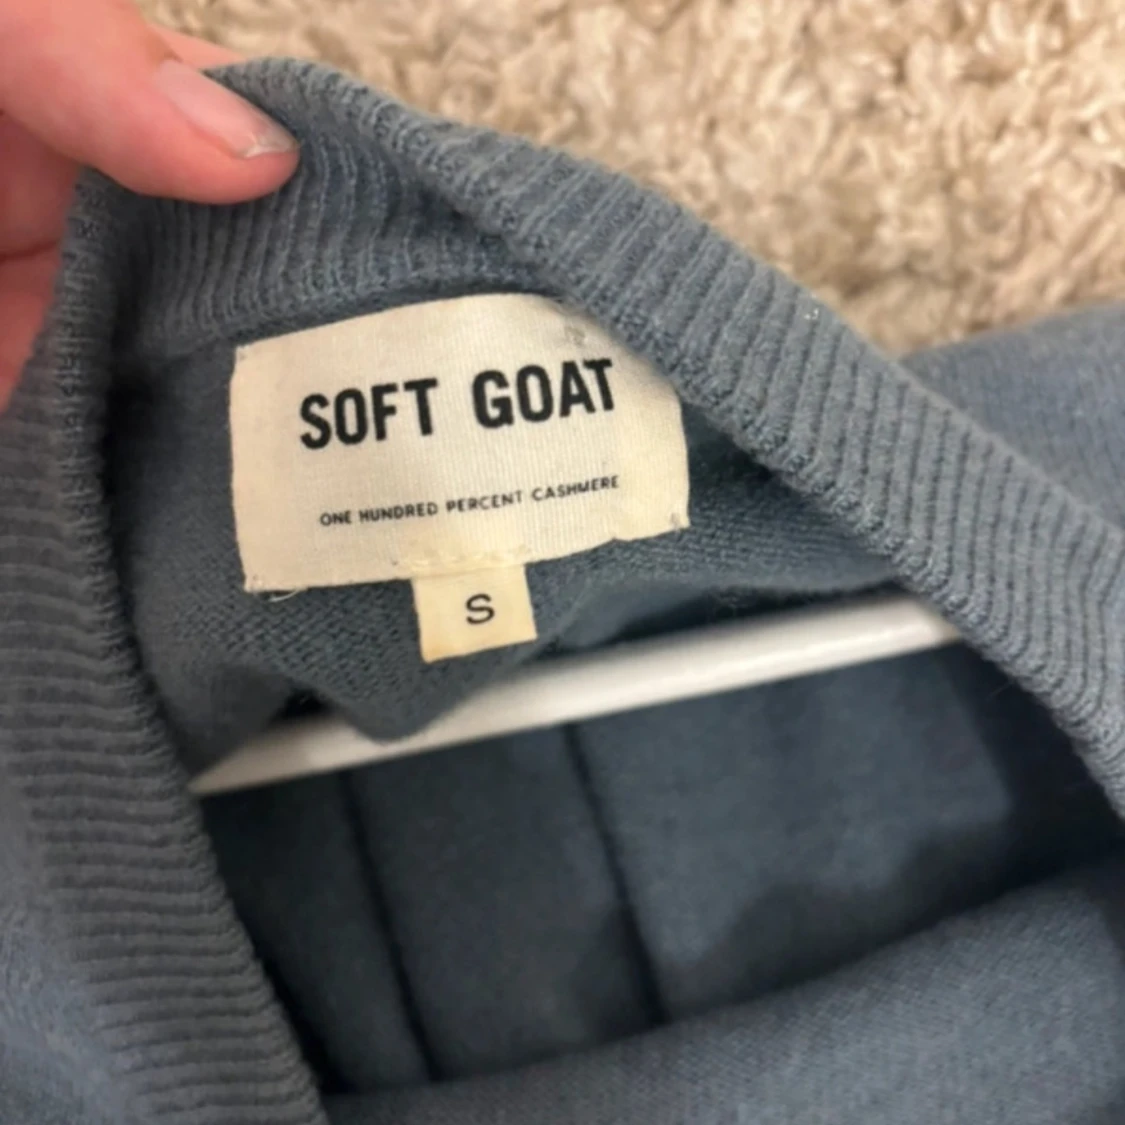 SOFT GOAT
ONE HUNDRED PERCENT CASHMERE
S